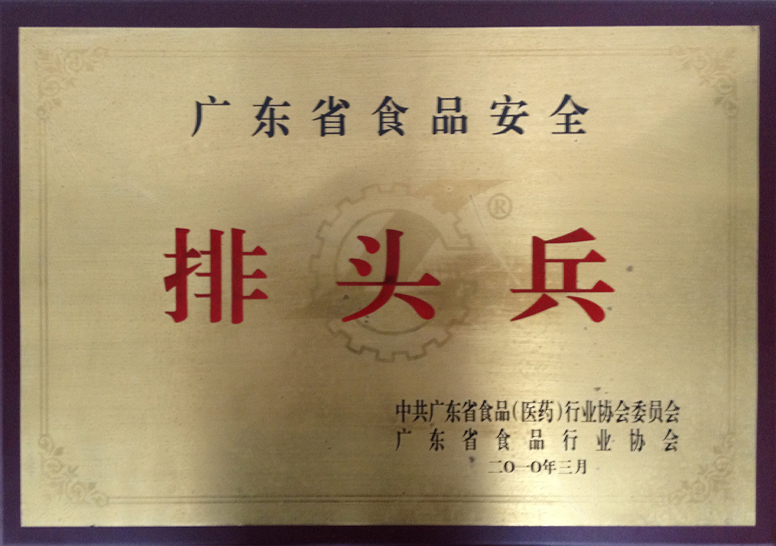 广东省食品安全
®
排头兵
中共广东省食品(医药)行业协会委员会
广东省食品行业协会
二〇一〇年三月